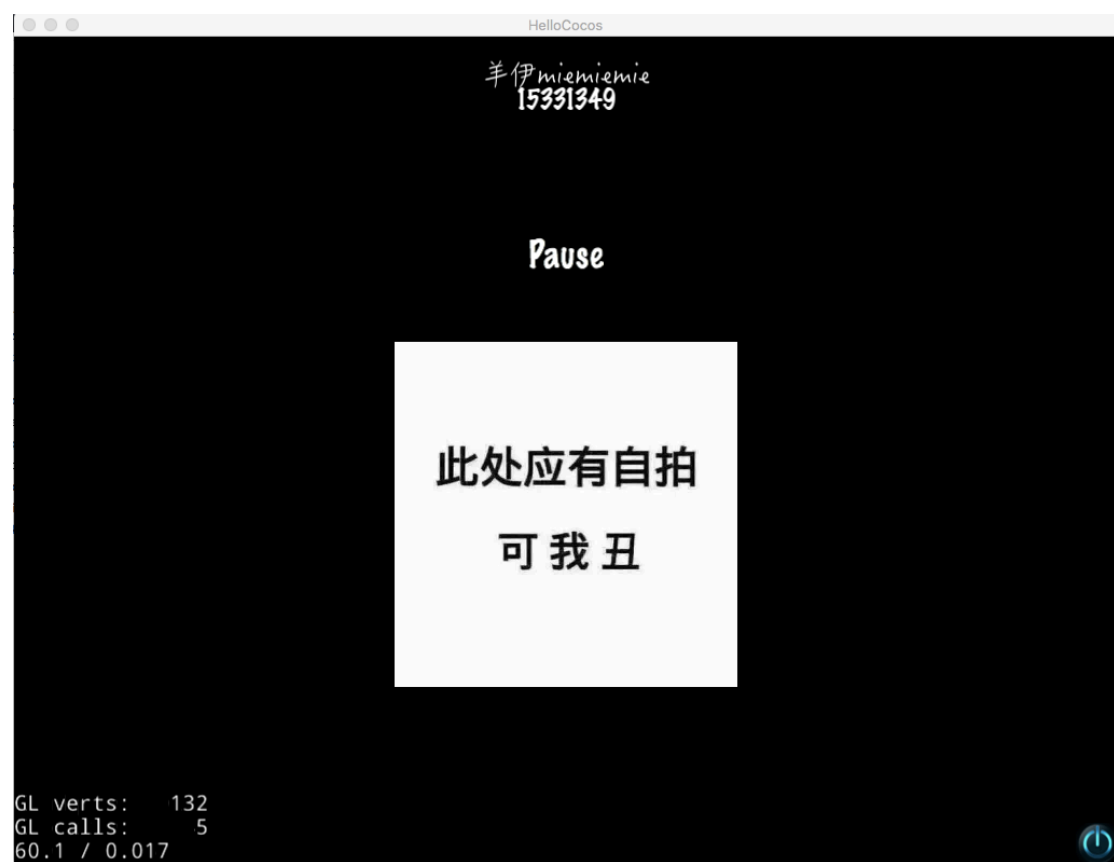 HelloCocos
羊伊miemiemie
15331349
Pause
此处应有自拍
可 我 丑
GL verts: 132
GL calls: 5
60.1 / 0.017